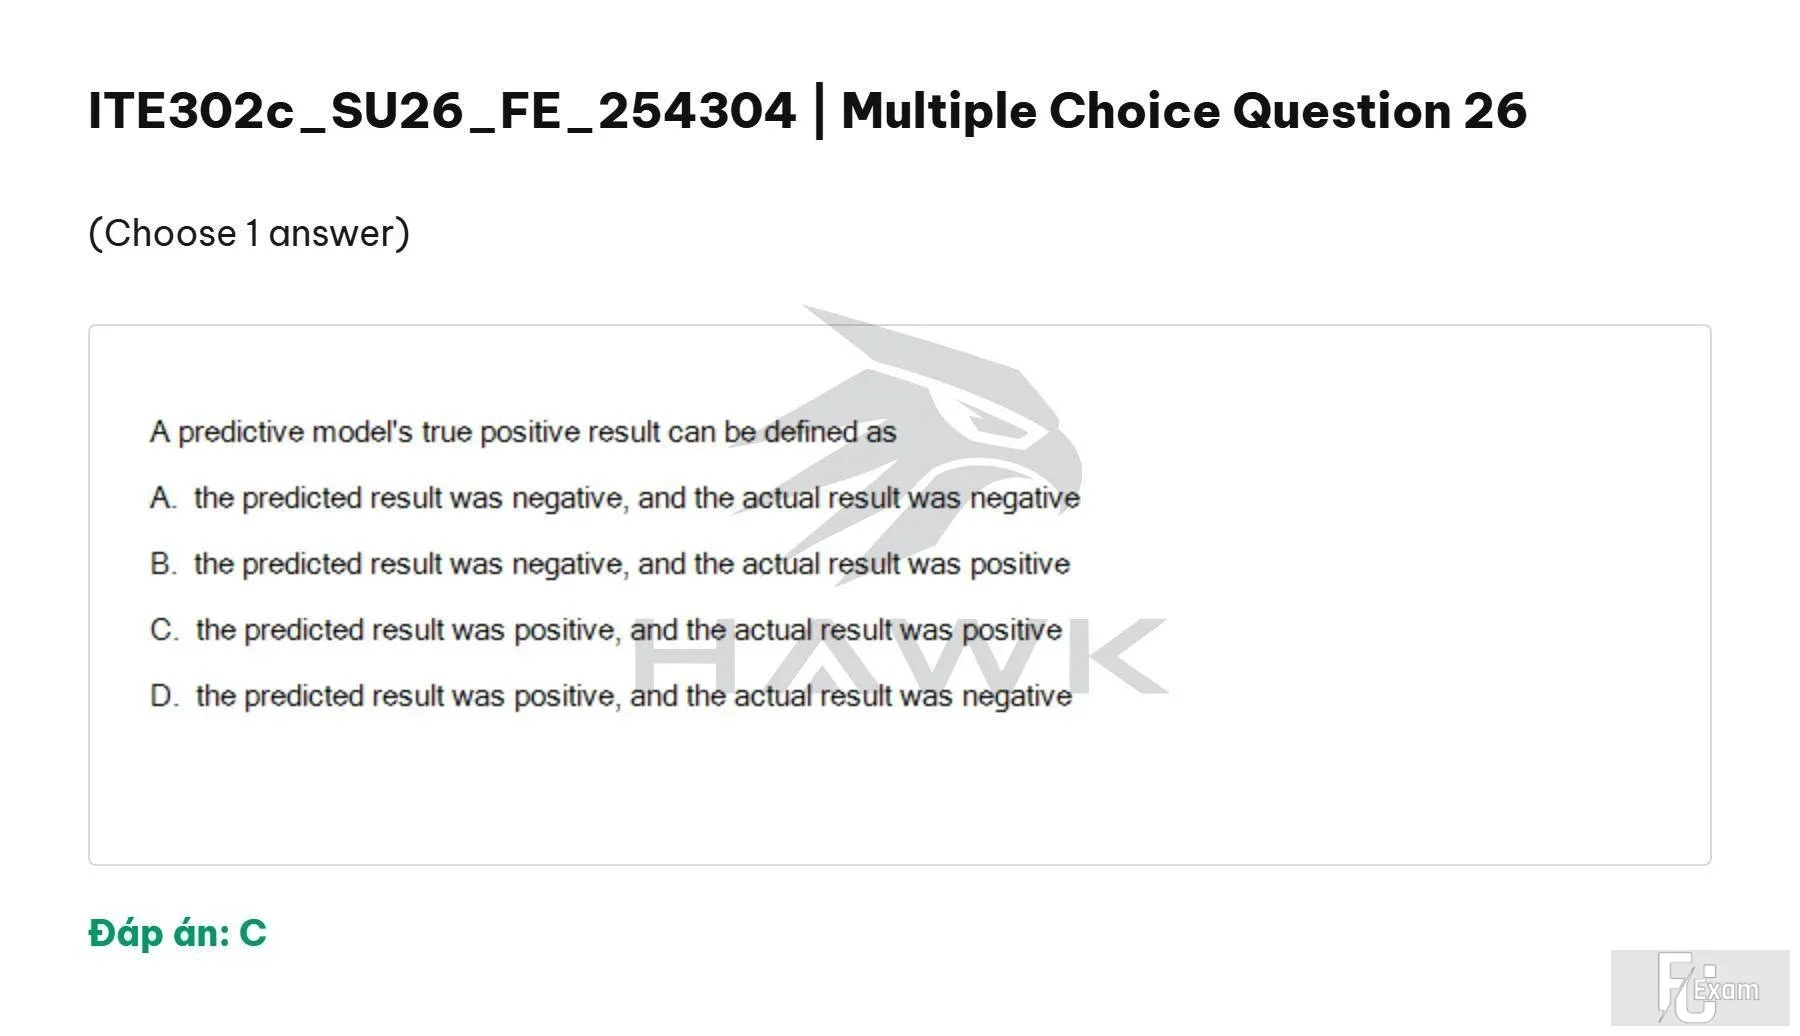 ITE302c_SU26_FE_254304 | Multiple Choice Question 26
(Choose 1 answer)
A predictive model's true positive result can be defined as
A. the predicted result was negative, and the actual result was negative
B. the predicted result was negative, and the actual result was positive
C. the predicted result was positive, and the actual result was positive
D. the predicted result was positive, and the actual result was negative
HAWK
Đáp án: C
FU Exam